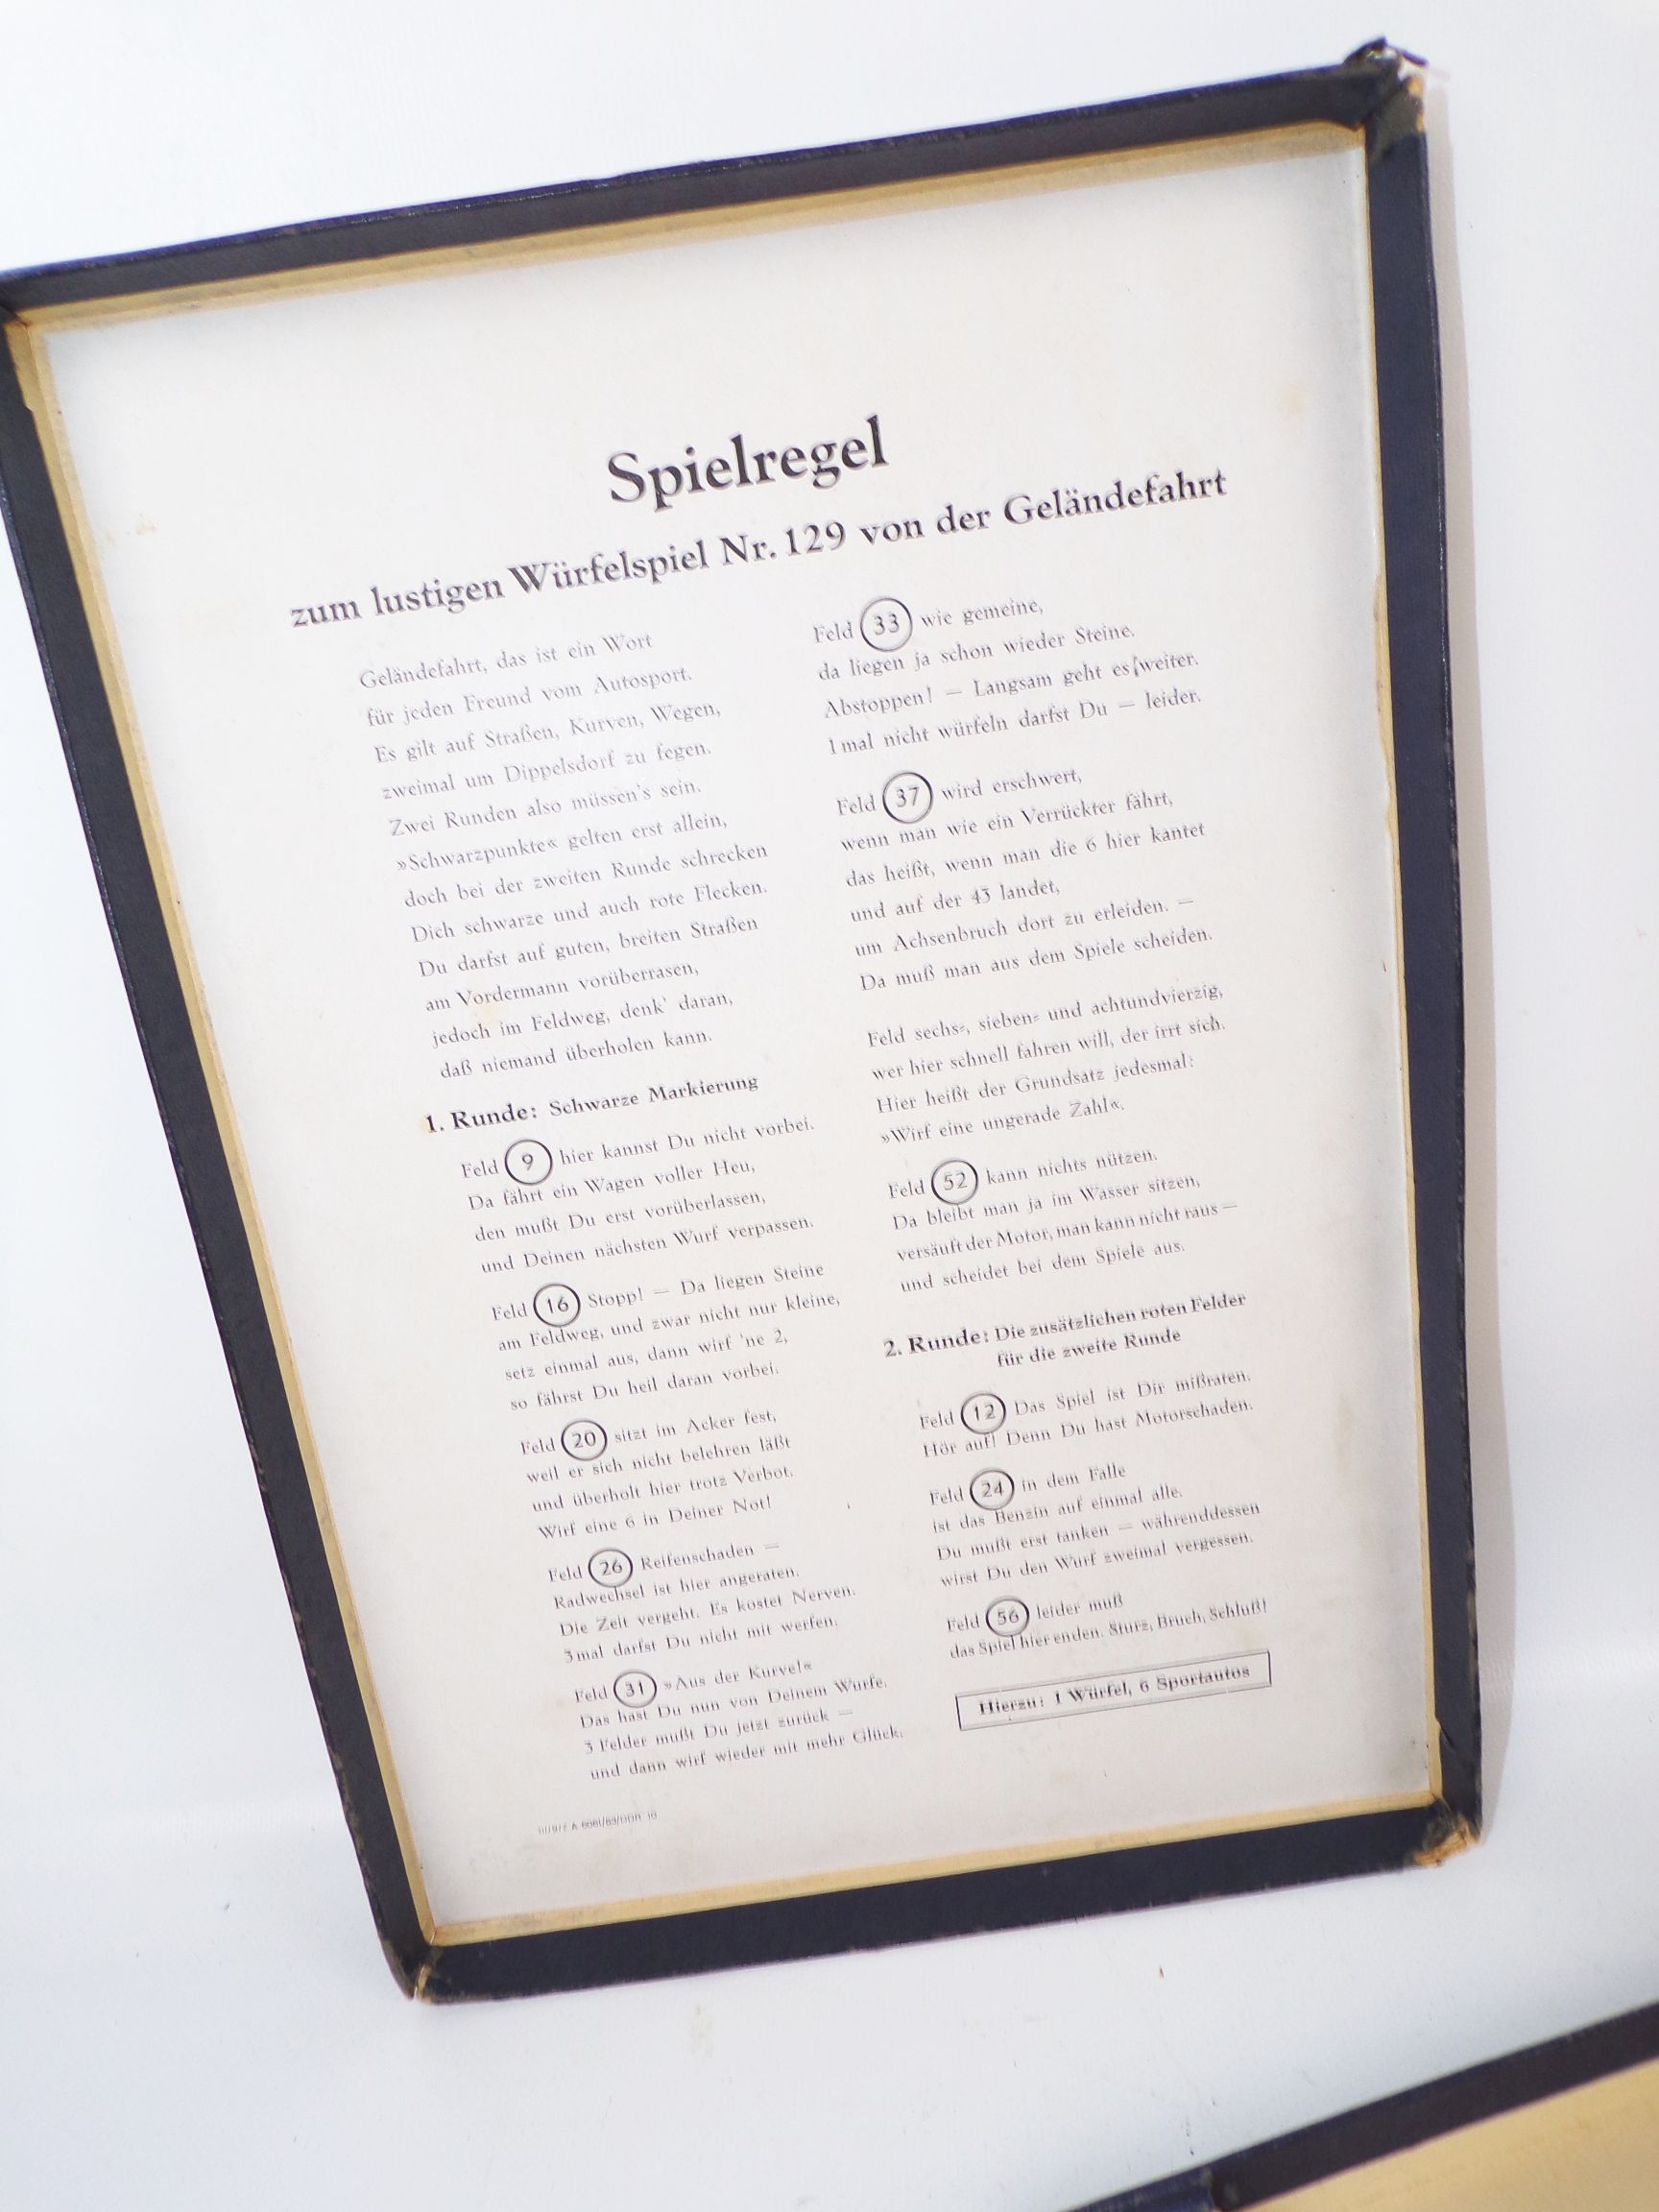 Spielregel
zum lustigen Würfelspiel Nr. 129 von der Geländefahrt
Geländefahrt, das ist ein Wort
für jeden Freund vom Autosport.
Es gilt auf Straßen, Kurven, Wegen,
zweimal um Dippelsdorf zu fegen.
Zwei Runden also müssen's sein.
»Schwarzpunkte« gelten erst allein,
doch bei der zweiten Runde schrecken
Dich schwarze und auch rote Flecken.
Du darfst auf guten, breiten Straßen
am Vordermann vorüberrasen,
jedoch im Feldweg, denk' daran,
daß niemand überholen kann.
1. Runde: Schwarze Markierung
Feld 9 hier kannst Du nicht vorbei.
Da fährt ein Wagen voller Heu,
den mußt Du erst vorüberlassen,
und Deinen nächsten Wurf verpassen.
Feld 16 Stopp! — Da liegen Steine
am Feldweg, und zwar nicht nur kleine,
setz einmal aus, dann wirf 'ne 2,
so fährst Du heil daran vorbei.
Feld 20 sitzt im Acker fest,
weil er sich nicht belehren läßt
und überholt hier trotz Verbot.
Wirf eine 6 in Deiner Not!
Feld 26 Reifenschaden —
Radwechsel ist hier angeraten.
Die Zeit vergeht. Es kostet Nerven.
3mal darfst Du nicht mit werfen.
Feld 31 »Aus der Kurve!«
Das hast Du nun von Deinem Wurfe.
3 Felder mußt Du jetzt zurück —
und dann wirf wieder mit mehr Glück.
Feld 33 wie gemeine,
da liegen ja schon wieder Steine.
Abstoppen! — Langsam geht es weiter.
1mal nicht würfeln darfst Du — leider.
Feld 37 wird erschwert,
wenn man wie ein Verrückter fährt,
das heißt, wenn man die 6 hier kantet
und auf der 43 landet,
um Achsenbruch dort zu erleiden. —
Da muß man aus dem Spiele scheiden.
Feld sechs-, sieben- und achtundvierzig,
wer hier schnell fahren will, der irrt sich.
Hier heißt der Grundsatz jedesmal:
»Wirf eine ungerade Zahl«.
Feld 52 kann nichts nützen.
Da bleibt man ja im Wasser sitzen,
versäuft der Motor, man kann nicht raus —
und scheidet bei dem Spiele aus.
2. Runde: Die zusätzlichen roten Felder
für die zweite Runde
Feld 12 Das Spiel ist Dir mißraten.
Hör auf! Denn Du hast Motorschaden.
Feld 24 in dem Falle
ist das Benzin auf einmal alle.
Du mußt erst tanken — währenddessen
wirst Du den Wurf zweimal vergessen.
Feld 56 leider muß
das Spiel hier enden. Sturz, Bruch, Schluß!
Hierzu: 1 Würfel, 6 Sportautos